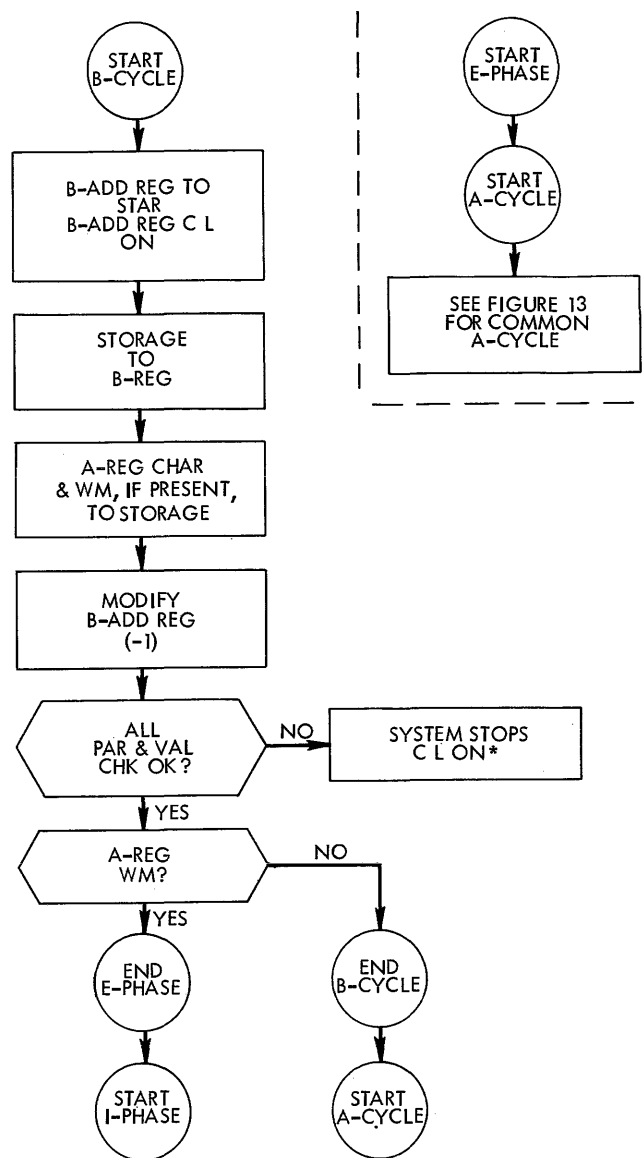 START
B-CYCLE
B-ADD REG TO
STAR
B-ADD REG C L
ON
STORAGE
TO
B-REG
A-REG CHAR
& WM, IF PRESENT,
TO STORAGE
MODIFY
B-ADD REG
(-1)
ALL
PAR & VAL
CHK OK?
NO
SYSTEM STOPS
C L ON*
YES
A-REG
WM?
NO
YES
END
E-PHASE
END
B-CYCLE
START
I-PHASE
START
A-CYCLE
START
E-PHASE
START
A-CYCLE
SEE FIGURE 13
FOR COMMON
A-CYCLE